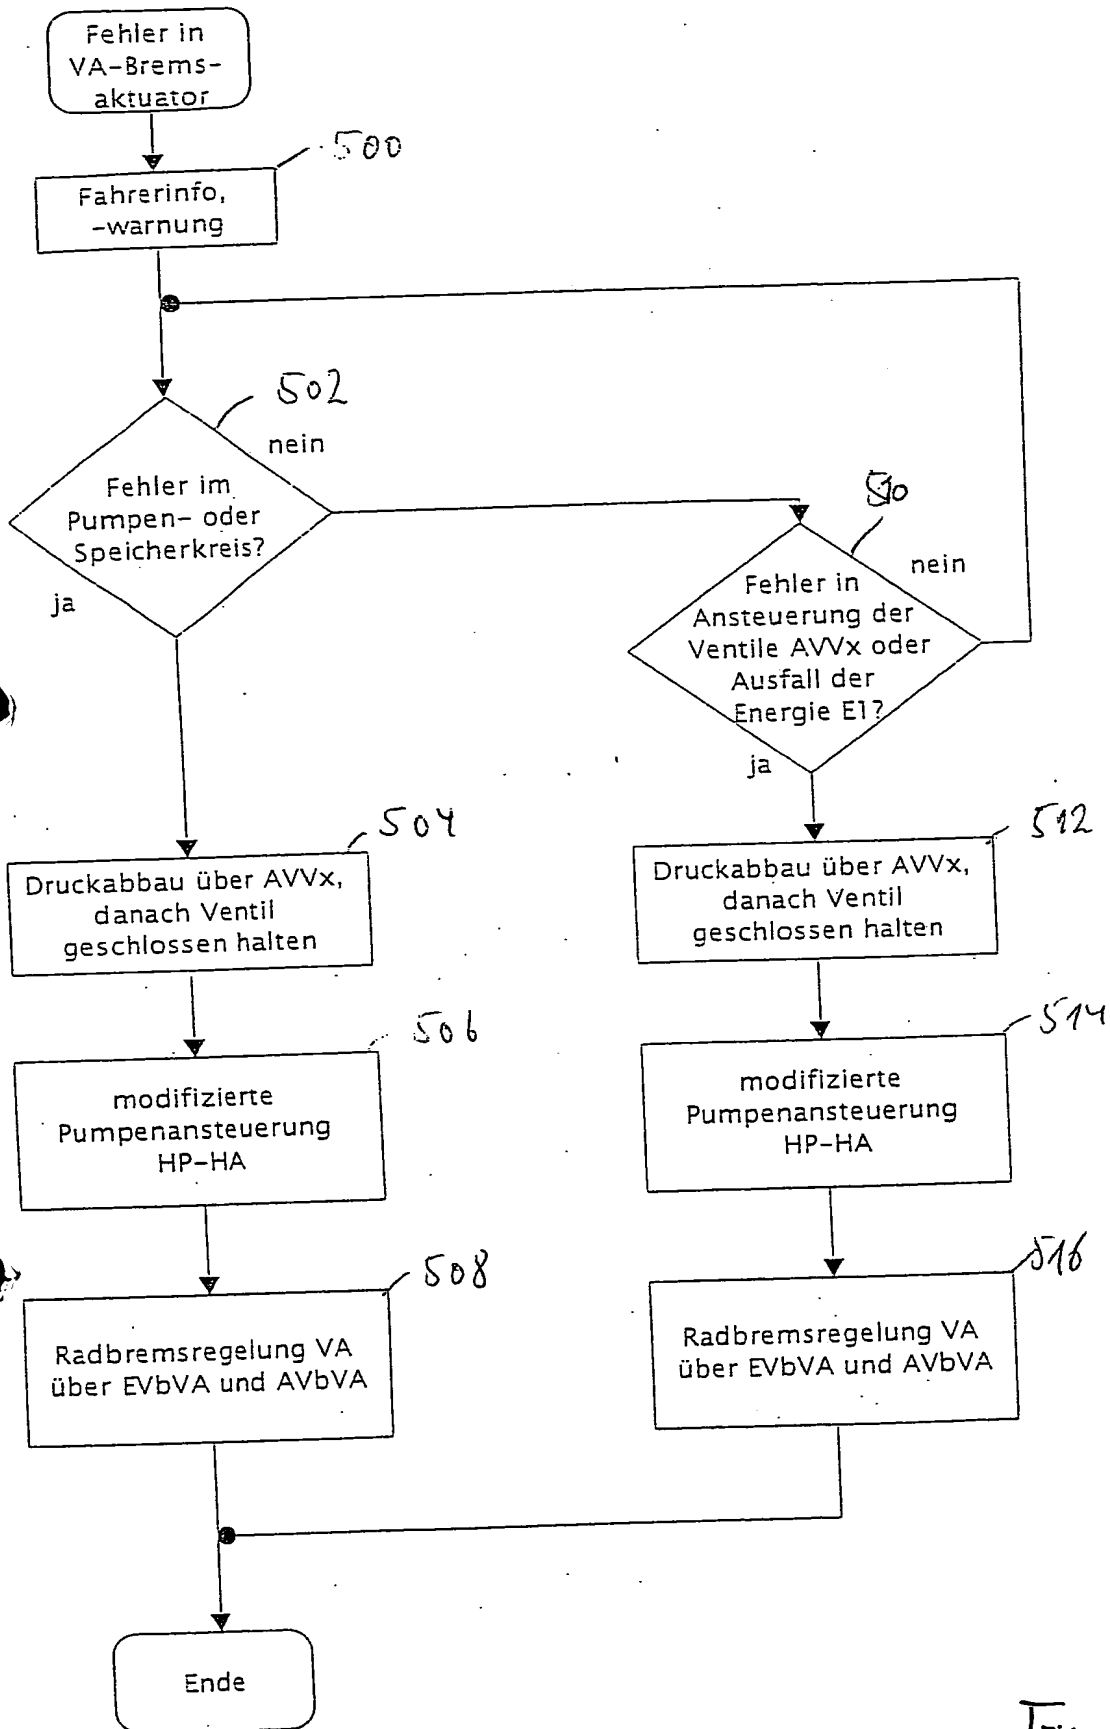 Fehler in
VA-Brems-
aktuator
500
Fahrerinfo,
-warnung
502
nein
Fehler im
Pumpen- oder
Speicherkreis?
ja
510
nein
Fehler in
Ansteuerung der
Ventile AVVx oder
Ausfall der
Energie E1?
ja
504
Druckabbau über AVVx,
danach Ventil
geschlossen halten
512
Druckabbau über AVVx,
danach Ventil
geschlossen halten
506
modifizierte
Pumpenansteuerung
HP-HA
514
modifizierte
Pumpenansteuerung
HP-HA
508
Radbremsregelung VA
über EVbVA und AVbVA
516
Radbremsregelung VA
über EVbVA und AVbVA
Ende